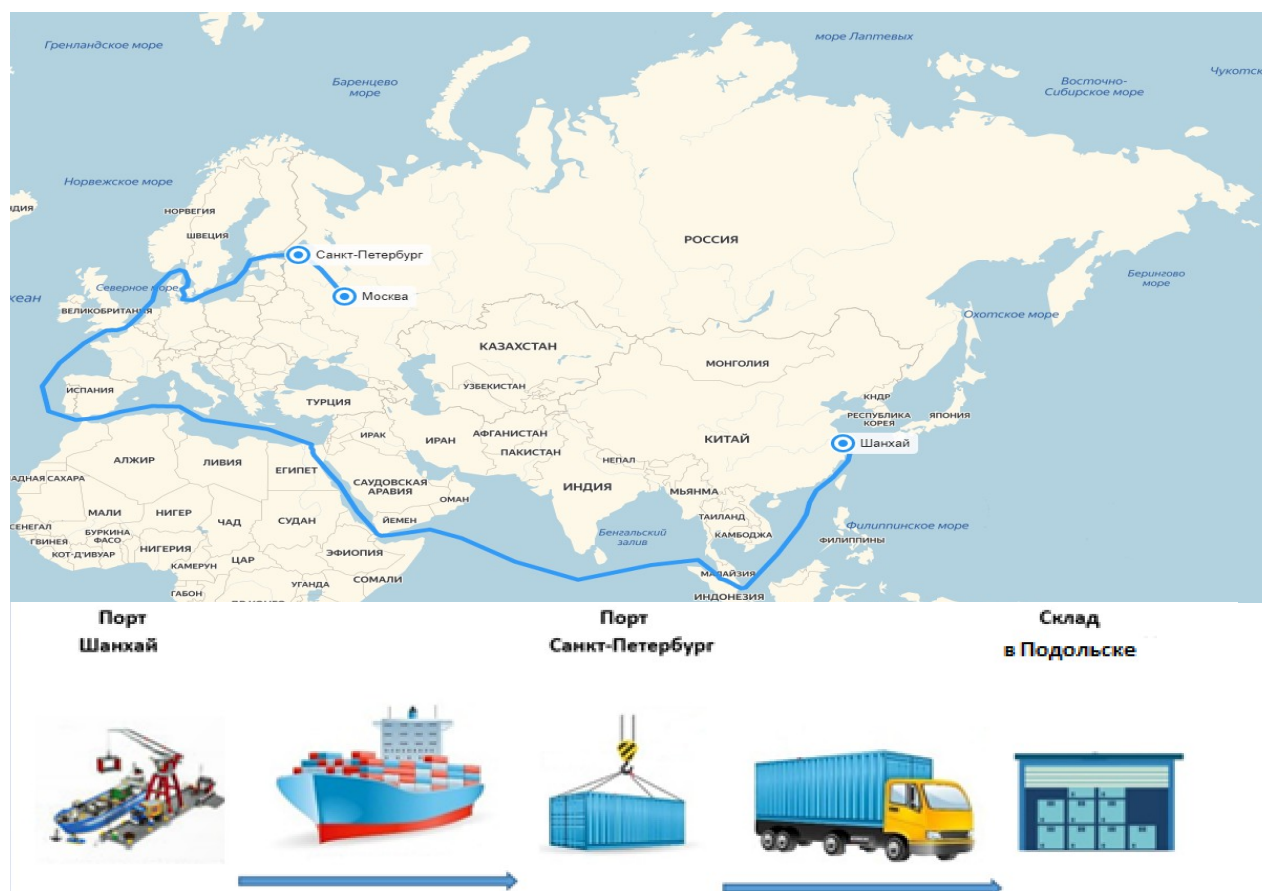 Гренландское море
море Лаптевых
Баренцево
море
Восточно-
Сибирское море
Чукотск
Норвежское море
ндия
НОРВЕГИЯ
ШВЕЦИЯ
РОССИЯ
Санкт-Петербург
Берингово
море
Северное море
еан
Москва
ВЕЛИКОБРИТАНИЯ
Охотское море
КАЗАХСТАН
МОНГОЛИЯ
ИСПАНИЯ
УЗБЕКИСТАН
ТУРЦИЯ
КНДР
РЕСПУБЛИКА
КОРЕЯ
ЯПОНИЯ
ИРАК
ИРАН
АФГАНИСТАН
ПАКИСТАН
КИТАЙ
Шанхай
АЛЖИР
ЛИВИЯ
ЕГИПЕТ
НЕПАЛ
АДНАЯ САХАРА
САУДОВСКАЯ
АРАВИЯ
ОМАН
ИНДИЯ
МЬЯНМА
МАЛИ
НИГЕР
ЧАД
СУДАН
ЙЕМЕН
ТАИЛАНД
КАМБОДЖА
Филиппинское море
ФИЛИППИНЫ
СЕНЕГАЛ
ГВИНЕЯ
БУРКИНА
ФАСО
КОТ-Д'ИВУАР
НИГЕРИЯ
Бенгальский
залив
ЭФИОПИЯ
ЦАР
КАМЕРУН
СОМАЛИ
УГАНДА
ГАБОН
МАЛАЙЗИЯ
ИНДОНЕЗИЯ
Порт
Шанхай
Порт
Санкт-Петербург
Склад
в Подольске